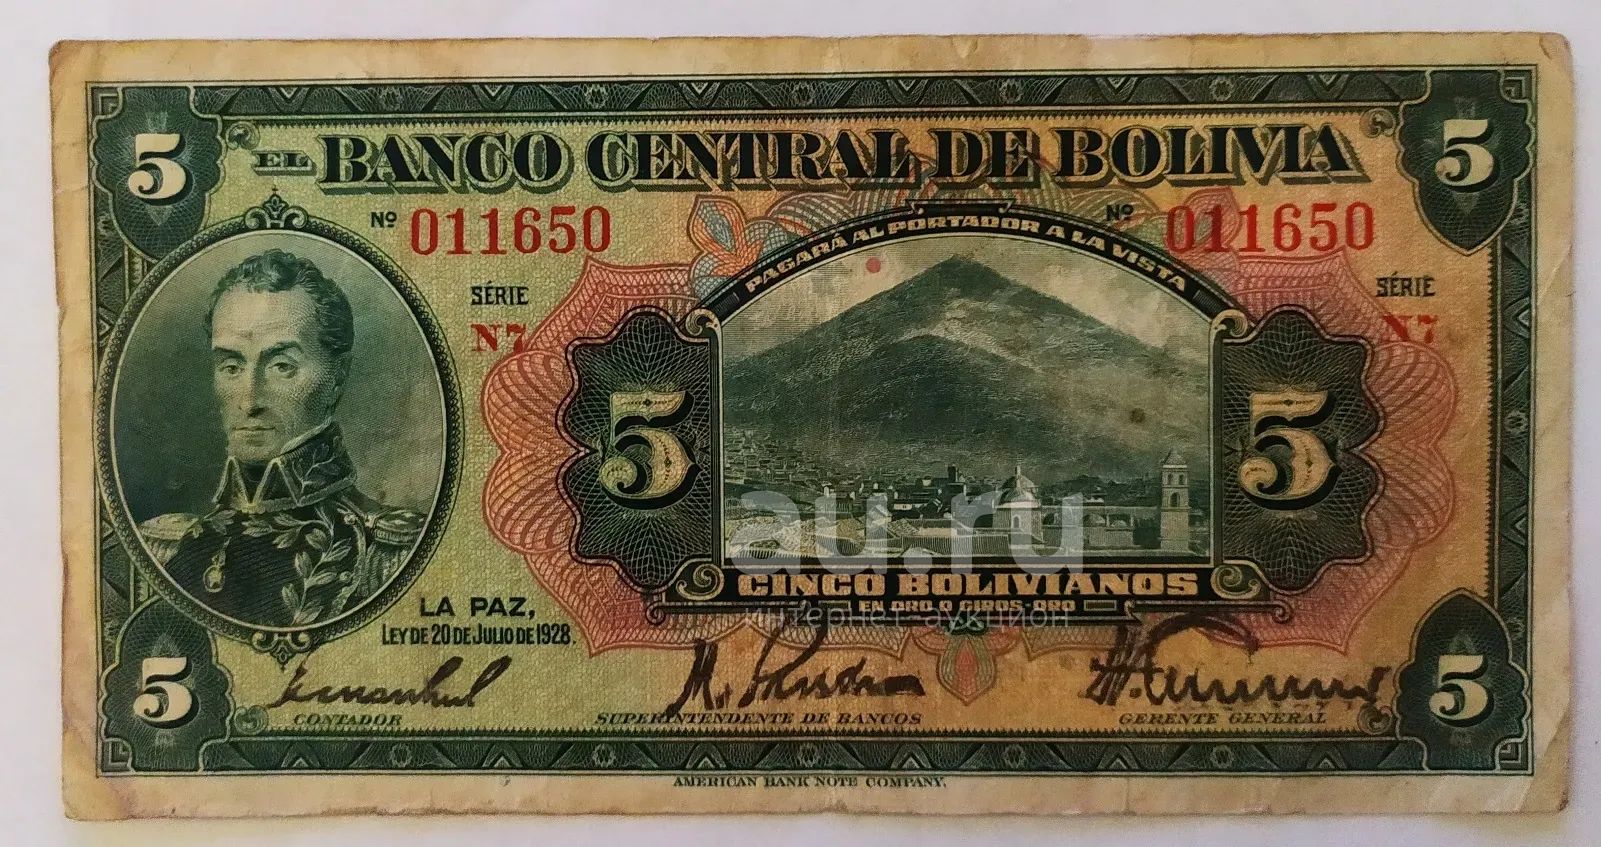 5 5
EL BANCO CENTRAL DE BOLIVIA
Nº 011650 Nº 011650
PAGARÁ AL PORTADOR A LA VISTA
SÉRIE SÉRIE
N7 N7
5 5
au.ru
CINCO BOLIVIANOS
EN ORO O GIROS-ORO
интернет-аукцион
LA PAZ,
LEY DE 20 DE JULIO DE 1928.
5 5
CONTADOR SUPERINTENDENTE DE BANCOS GERENTE GENERAL
AMERICAN BANK NOTE COMPANY.